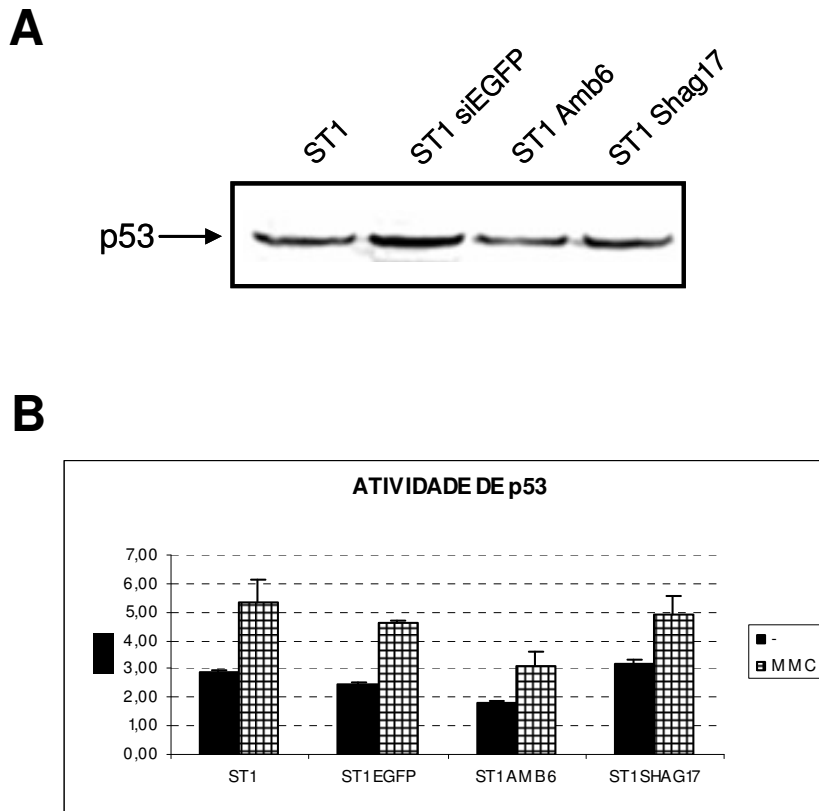 A
ST1
ST1 siEGFP
ST1 Amb6
ST1 Shag17
p53
B
ATIVIDADE DE p53
7,00
6,00
5,00
4,00
3,00
2,00
1,00
0,00
ST1
ST1EGFP
ST1AMB6
ST1SHAG17
-
MMC